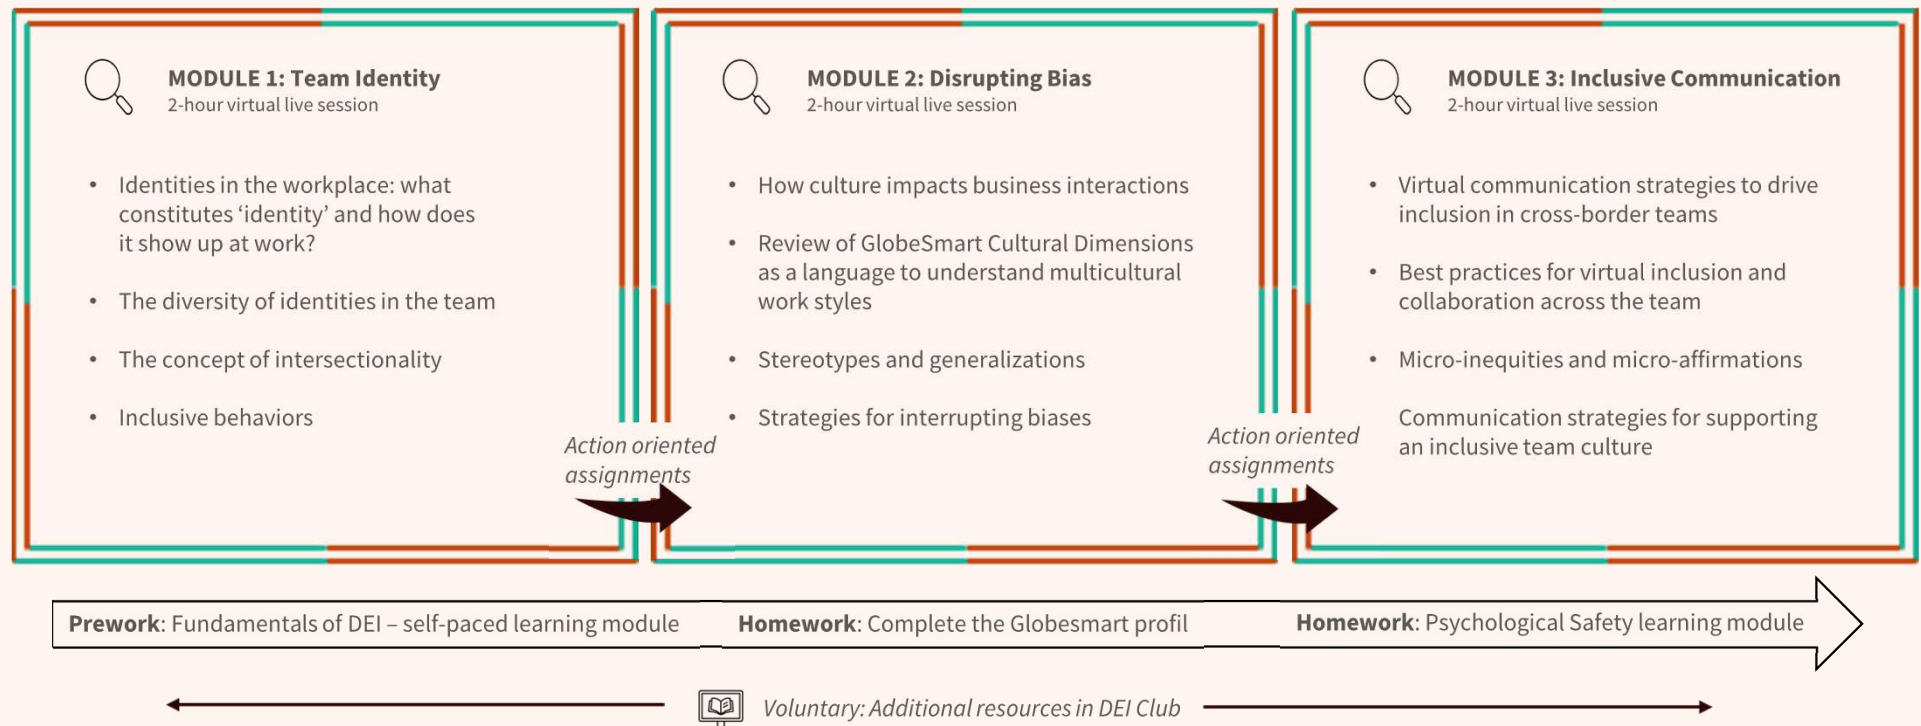 MODULE 1: Team Identity
2-hour virtual live session
• Identities in the workplace: what
constitutes ‘identity’ and how does
it show up at work?
• The diversity of identities in the team
• The concept of intersectionality
• Inclusive behaviors
Action oriented
assignments
MODULE 2: Disrupting Bias
2-hour virtual live session
• How culture impacts business interactions
• Review of GlobeSmart Cultural Dimensions
as a language to understand multicultural
work styles
• Stereotypes and generalizations
• Strategies for interrupting biases
Action oriented
assignments
MODULE 3: Inclusive Communication
2-hour virtual live session
• Virtual communication strategies to drive
inclusion in cross-border teams
• Best practices for virtual inclusion and
collaboration across the team
• Micro-inequities and micro-affirmations
Communication strategies for supporting
an inclusive team culture
Prework: Fundamentals of DEI – self-paced learning module
Homework: Complete the Globesmart profil
Homework: Psychological Safety learning module
Voluntary: Additional resources in DEI Club